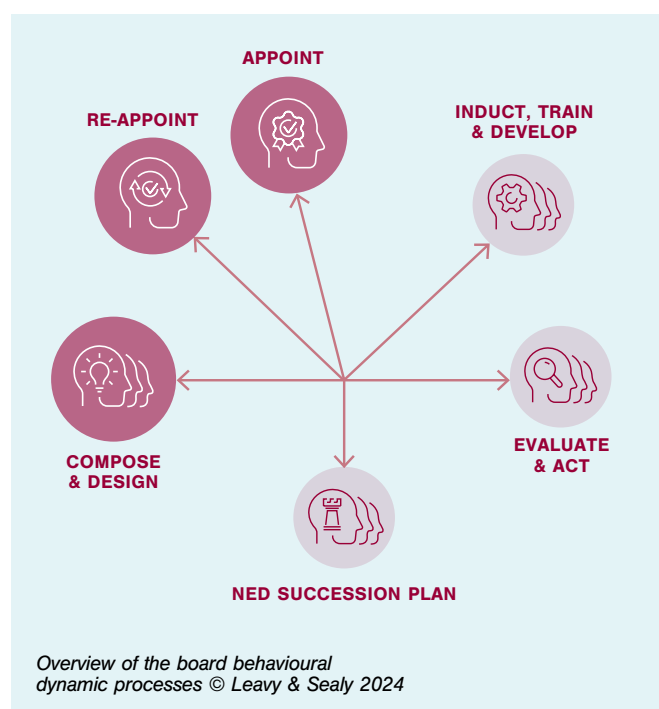 APPOINT
RE-APPOINT
INDUCT, TRAIN
& DEVELOP
COMPOSE
& DESIGN
EVALUATE
& ACT
NED SUCCESSION PLAN
Overview of the board behavioural
dynamic processes © Leavy & Sealy 2024